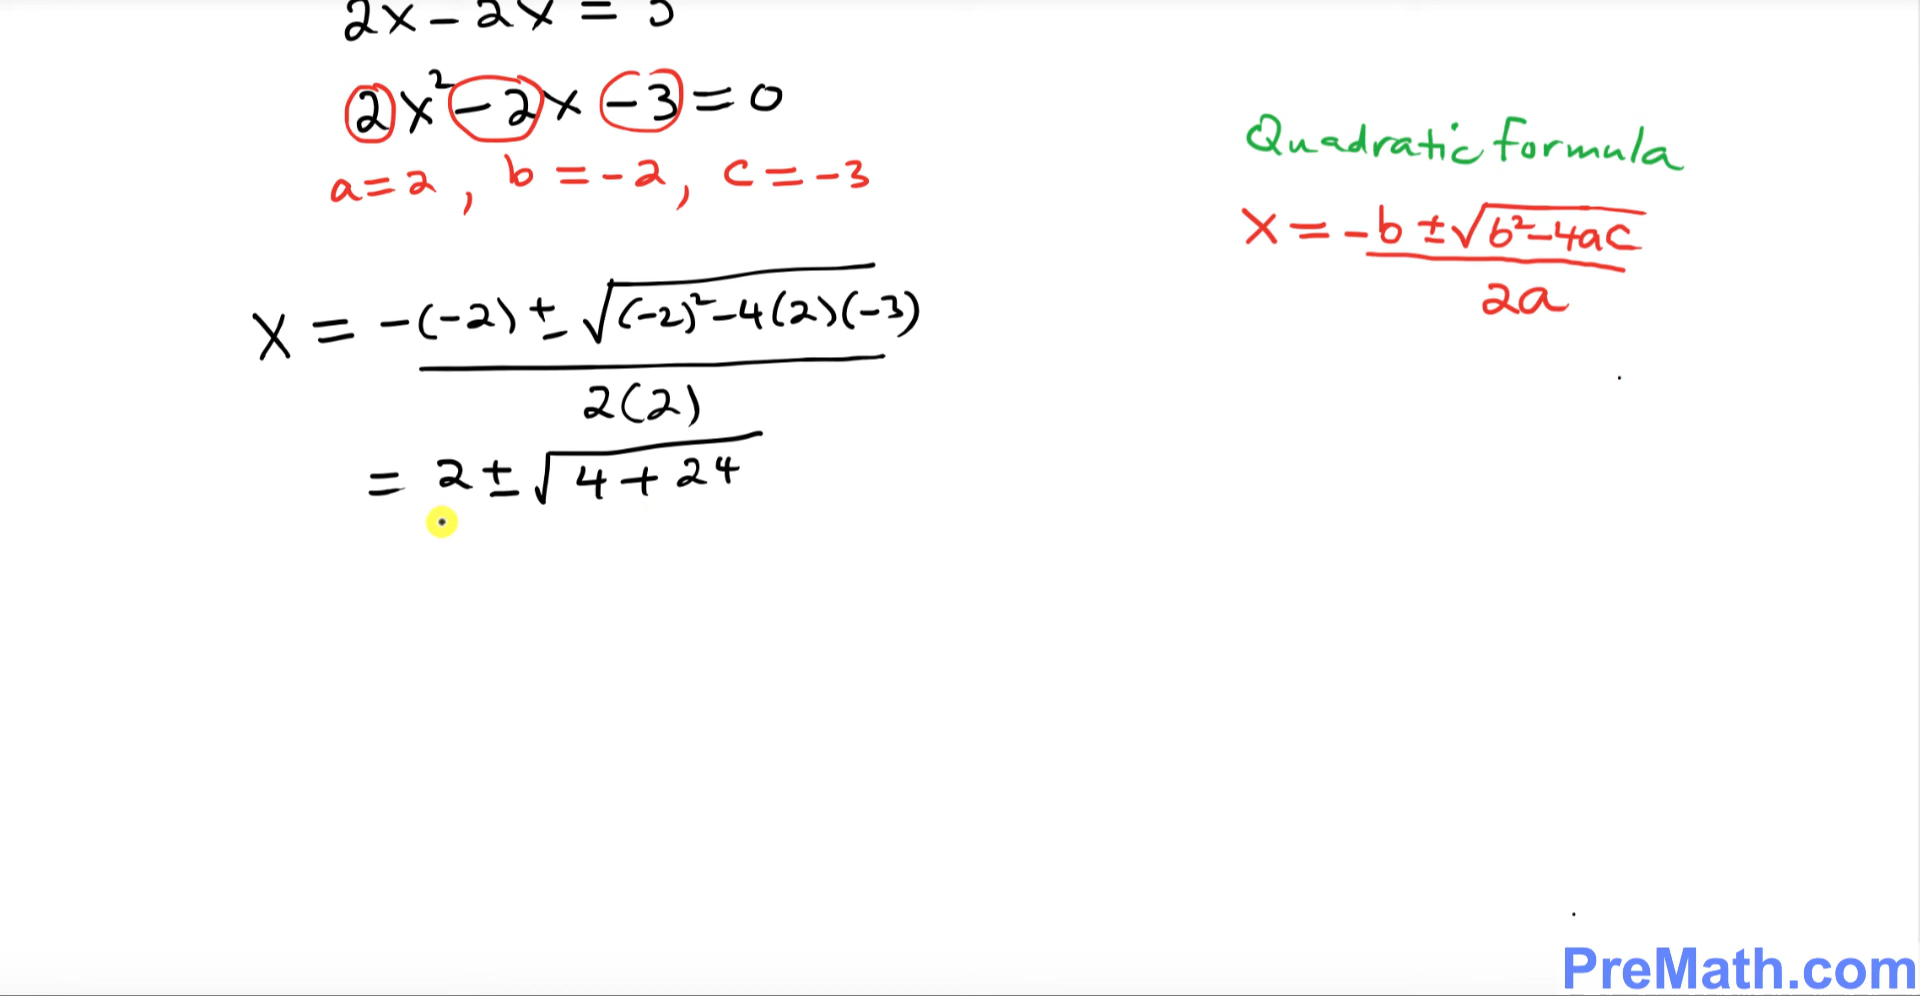 2x² - 2x - 3 = 0
a = 2, b = -2, c = -3
x = -(-2) ± √(-2)² - 4(2)(-3)
2(2)
= 2 ± √4 + 24
Quadratic formula
x = -b ± √b² - 4ac
2a
PreMath.com